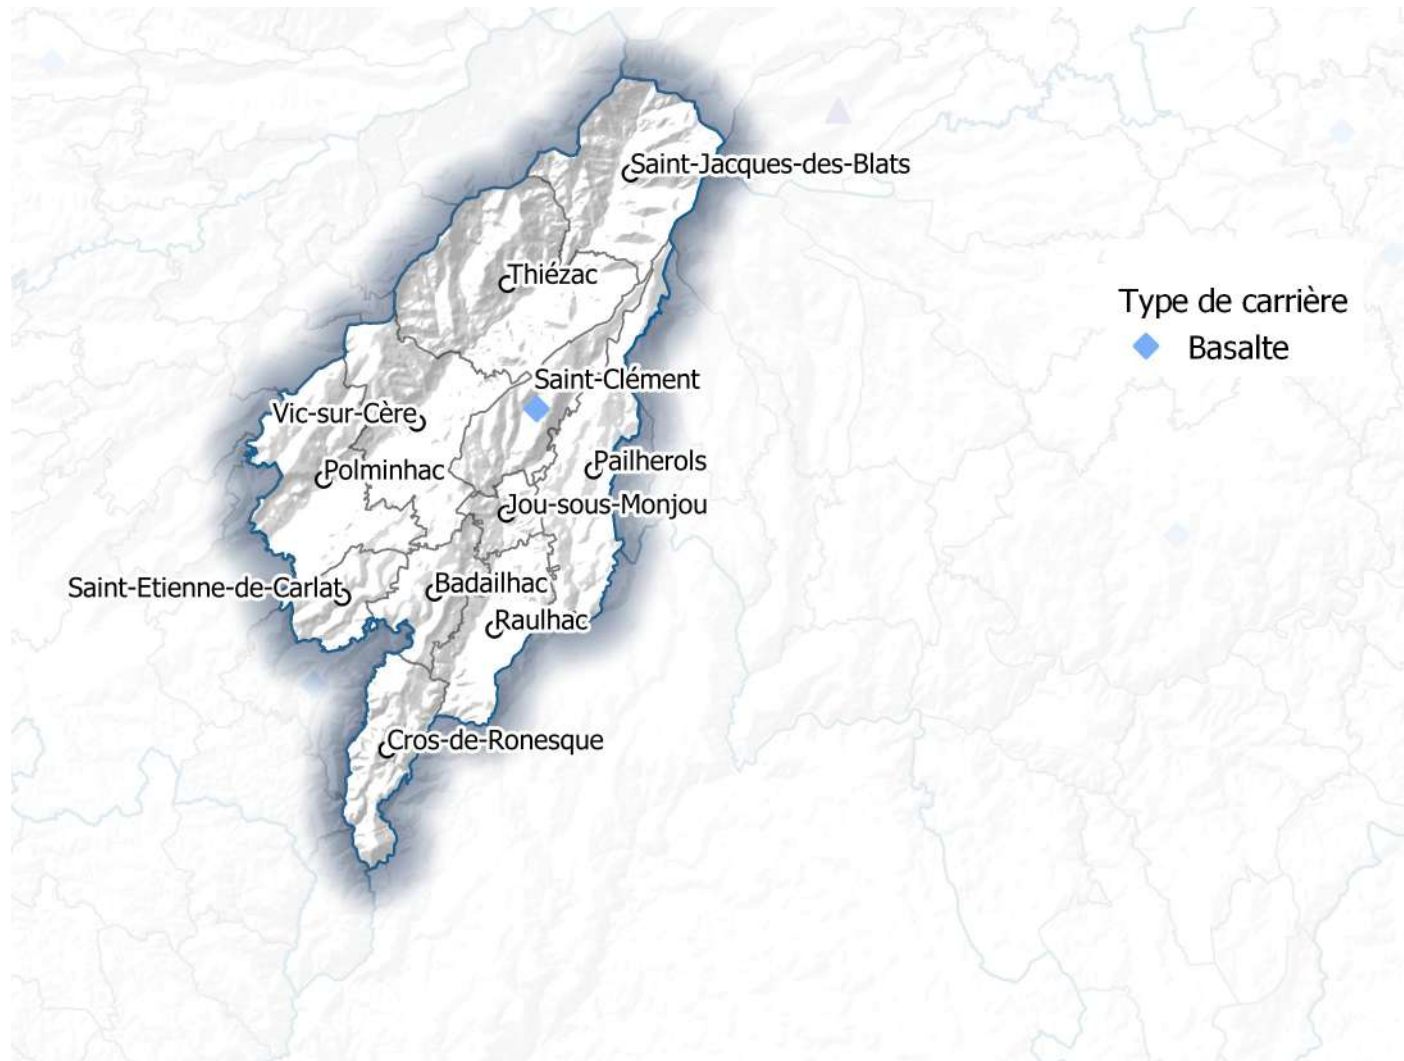 Saint-Jacques-des-Blats
Thiézac
Type de carrière
Basalte
Saint-Clément
Vic-sur-Cère
Polminhac
Pailherols
Jou-sous-Monjou
Saint-Etienne-de-Carlat
Badailhac
Raulhac
Cros-de-Ronesque